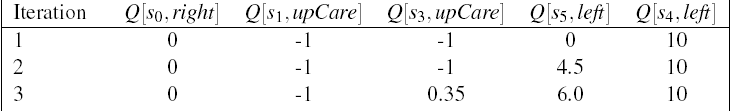 Iteration Q[s0, right] Q[s1, upCare] Q[s3, upCare] Q[s5, left] Q[s4, left]
1 0 -1 -1 0 10
2 0 -1 -1 4.5 10
3 0 -1 0.35 6.0 10